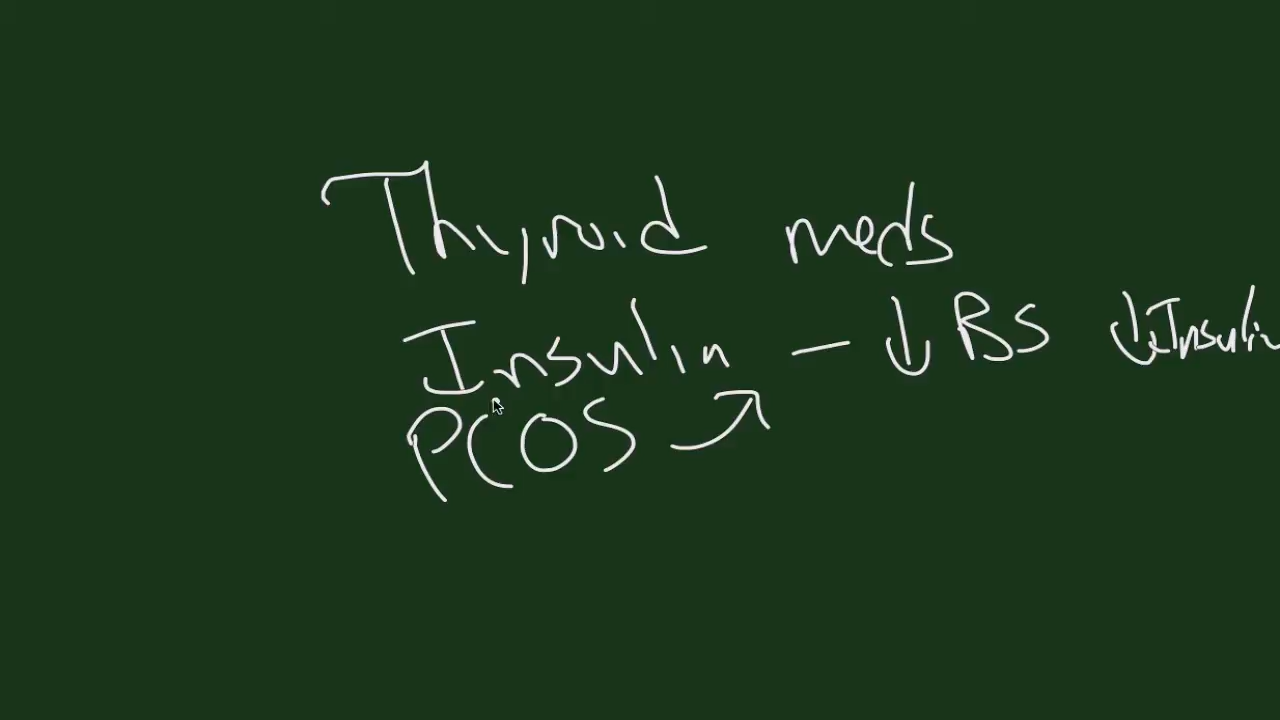 Thyroid meds
Insulin - ↓ BS ↓ Insulin
PCOS ↗